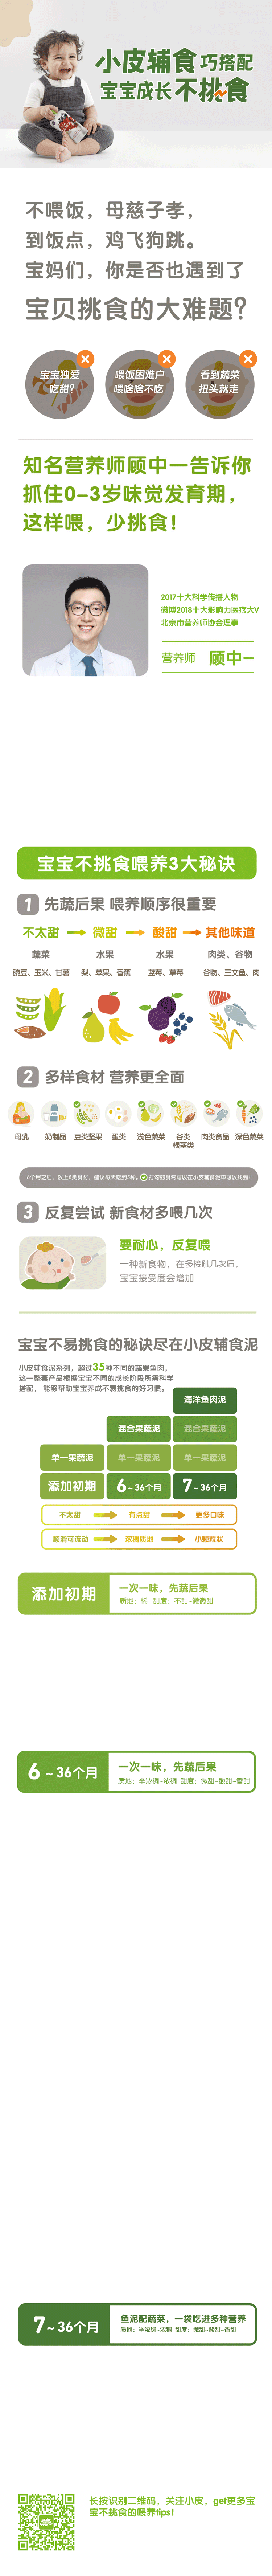 小皮辅食巧搭配
宝宝成长不挑食
不喂饭，母慈子孝，
到饭点，鸡飞狗跳。
宝妈们，你是否也遇到了
宝贝挑食的大难题？
宝宝独爱
吃甜？
喂饭困难户
喂啥啥不吃
看到蔬菜
扭头就走
知名营养师顾中一告诉你
抓住0-3岁味觉发育期，
这样喂，少挑食！
2017十大科学传播人物
微博2018十大影响力医疗大V
北京市营养师协会理事
营养师 顾中一
宝宝不挑食喂养3大秘诀
1 先蔬后果 喂养顺序很重要
不太甜 微甜 酸甜 其他味道
蔬菜 水果 水果 肉类、谷物
豌豆、玉米、甘薯 梨、苹果、香蕉 蓝莓、草莓 谷物、三文鱼、肉
2 多样食材 营养更全面
母乳 奶制品 豆类坚果 蛋类 浅色蔬菜 谷类 肉类食品 深色蔬菜
根茎类
6个月之后，以上8类食材，建议每天吃到5种。打勾的食物可以在小皮辅食泥中可以找到！
3 反复尝试 新食材多喂几次
要耐心，反复喂
一种新食物，在多接触几次后，
宝宝接受度会增加
宝宝不易挑食的秘诀尽在小皮辅食泥
小皮辅食泥系列，超过35种不同的蔬果鱼肉，
这一整套产品根据宝宝不同的成长阶段所需科学
搭配， 能够帮助宝宝养成不易挑食的好习惯。
海洋鱼肉泥
混合果蔬泥 混合果蔬泥
单一果蔬泥 单一果蔬泥 单一果蔬泥
添加初期 6~36个月 7~36个月
不太甜 有点甜 更多口味
顺滑可流动 浓稠质地 小颗粒状
添加初期
一次一味，先蔬后果
质地：稀 甜度：不甜-微微甜
6~36个月
一次一味，先蔬后果
质地：半浓稠-浓稠 甜度：微甜-酸甜-香甜
7~36个月
鱼泥配蔬菜，一袋吃进多种营养
质地：半浓稠-浓稠 甜度：微甜-酸甜-香甜
长按识别二维码，关注小皮，get更多宝
宝不挑食的喂养tips！